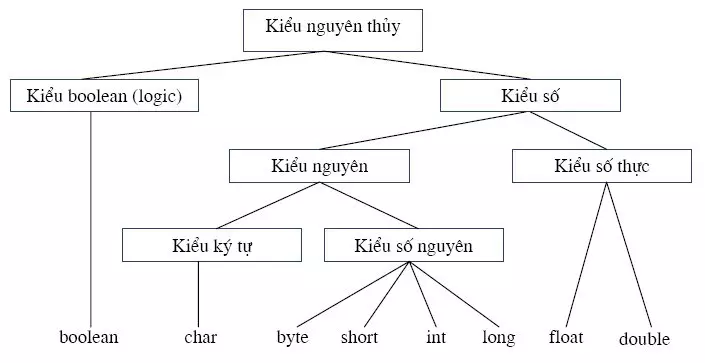 Kiểu nguyên thủy
Kiểu boolean (logic)
Kiểu số
Kiểu nguyên
Kiểu số thực
Kiểu ký tự
Kiểu số nguyên
boolean
char
byte
short
int
long
float
double